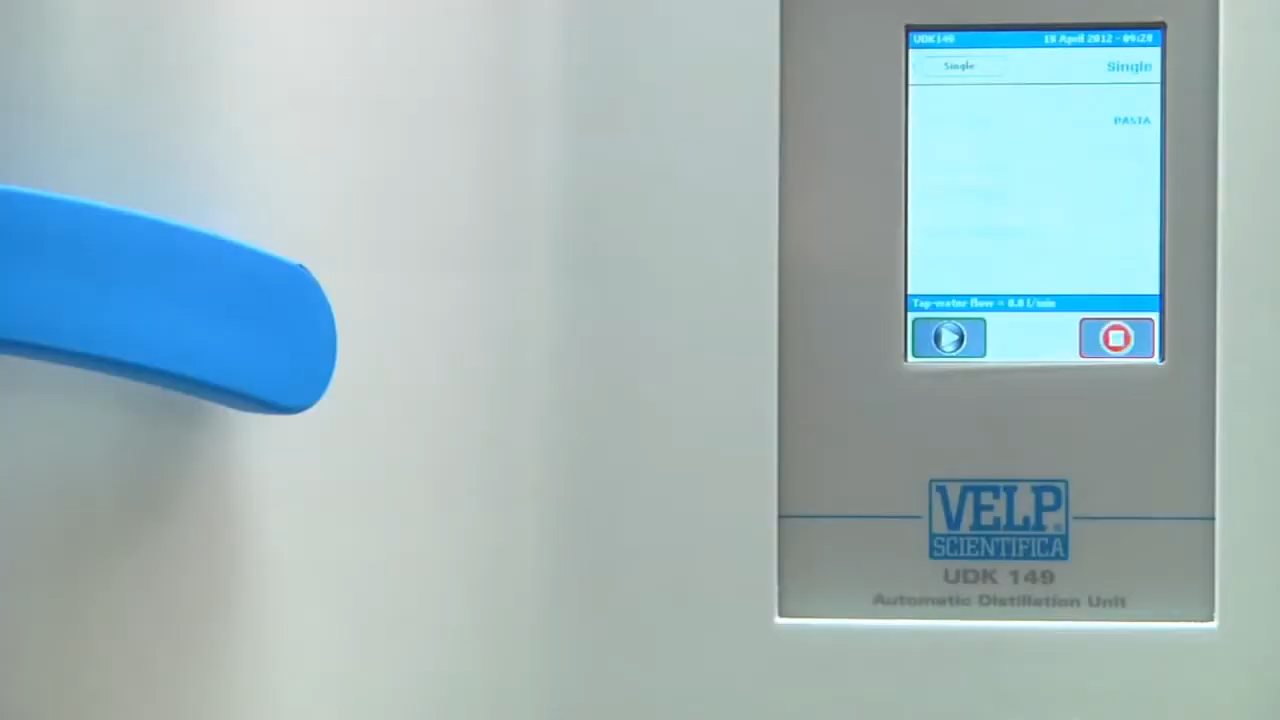 UDK149 18 April 2012 - 09:20
Single Single
PASTA
Tap-water flow = 0.0 l/min
VELP
SCIENTIFICA
UDK 149
Automatic Distillation Unit